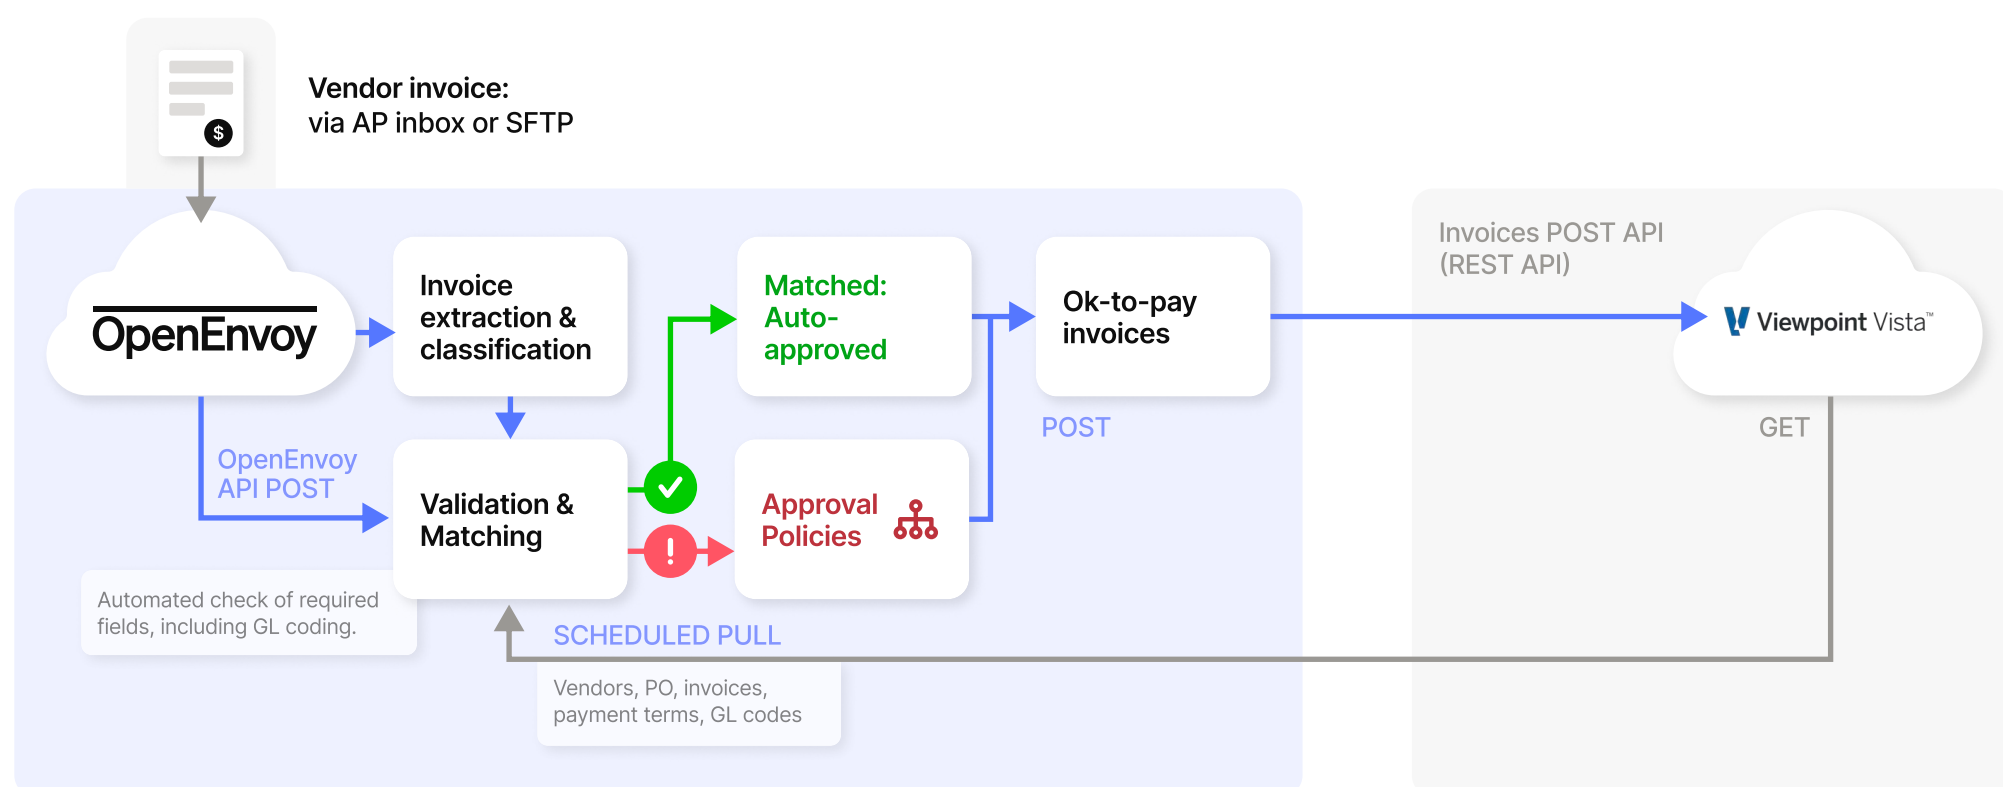 $
Vendor invoice:
via AP inbox or SFTP
OpenEnvoy
Invoice
extraction &
classification
Matched:
Auto-
approved
Ok-to-pay
invoices
Invoices POST API
(REST API)
Viewpoint Vista™
POST
GET
OpenEnvoy
API POST
Validation &
Matching
!
Approval
Policies
Automated check of required
fields, including GL coding.
SCHEDULED PULL
Vendors, PO, invoices,
payment terms, GL codes